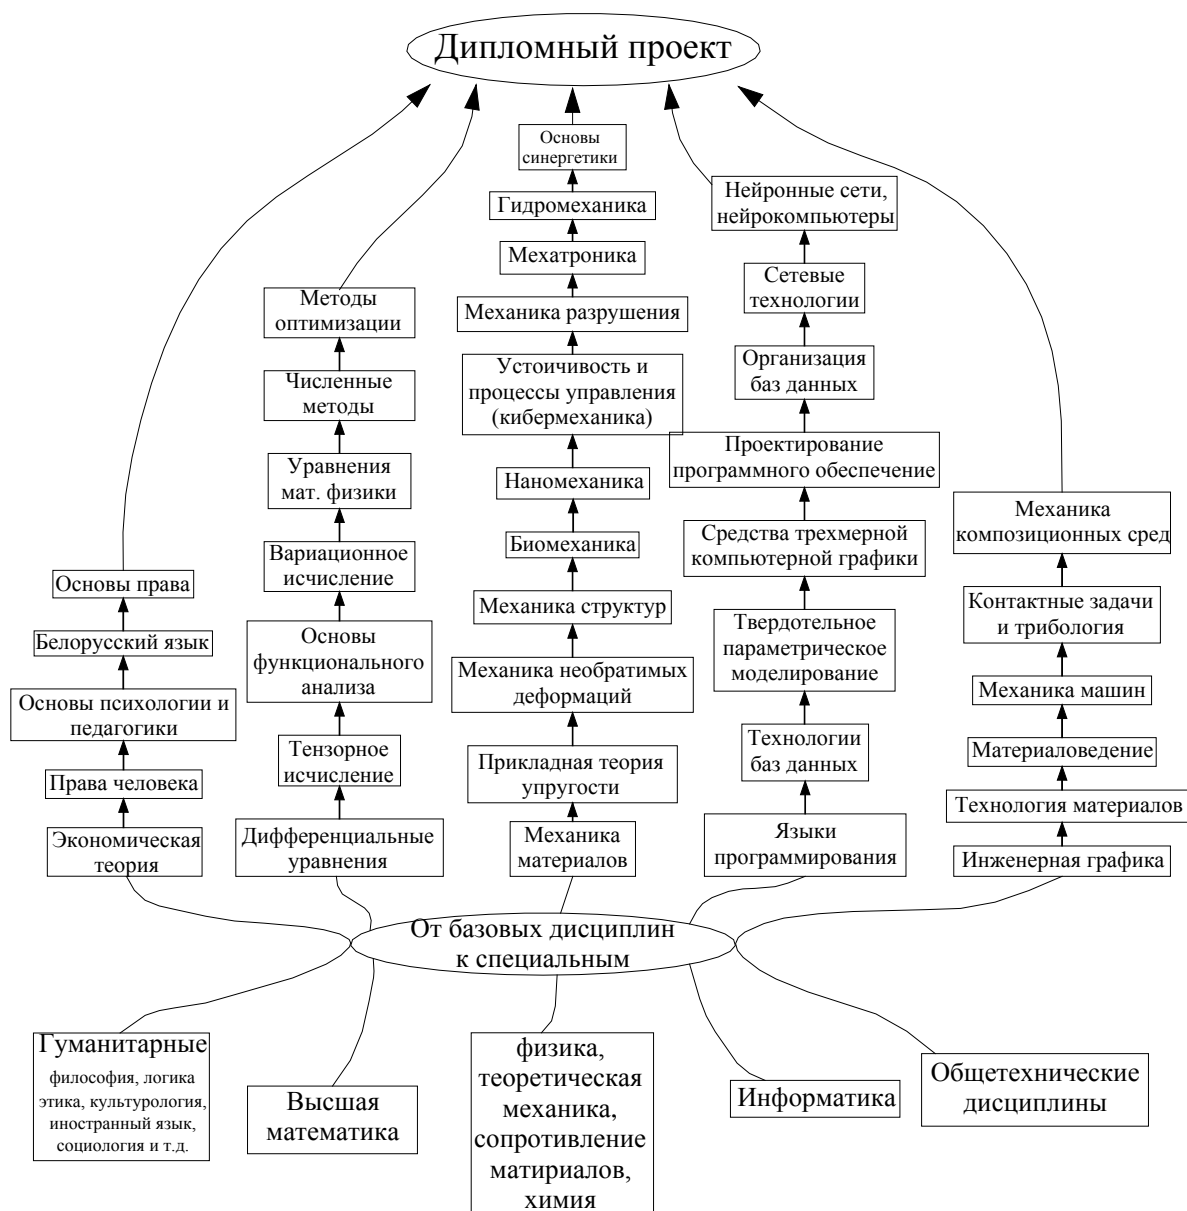 Дипломный проект
Основы
синергетики
Гидромеханика
Мехатроника
Механика разрушения
Устоичивость и
процессы управления
(кибермеханика)
Наномеханика
Биомеханика
Механика структур
Механика необратимых
деформаций
Прикладная теория
упругости
Механика
материалов
Нейронные сети,
нейрокомпьютеры
Сетевые
технологии
Организация
баз данных
Проектирование
программного обеспечение
Средства трехмерной
компьютерной графики
Твердотельное
параметрическое
моделирование
Технологии
баз данных
Языки
программирования
Методы
оптимизации
Численные
методы
Уравнения
мат. физики
Вариационное
исчисление
Основы
функционального
анализа
Тензорное
исчисление
Дифференциальные
уравнения
Основы права
Белорусский язык
Основы психологии и
педагогики
Права человека
Экономическая
теория
Механика
композиционных сред
Контактные задачи
и трибология
Механика машин
Материаловедение
Технология материалов
Инженерная графика
От базовых дисциплин
к специальным
Гуманитарные
философия, логика
этика, культурология,
иностранный язык,
социология и т.д.
Высшая
математика
физика,
теоретическая
механика,
сопротивление
матириалов,
химия
Информатика
Общетехнические
дисциплины